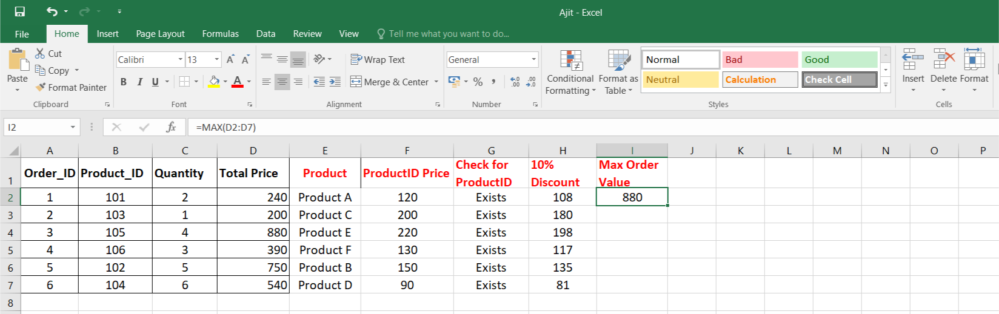 Ajit - Excel
File Home Insert Page Layout Formulas Data Review View Tell me what you want to do...
Paste Cut Copy Format Painter Clipboard
Calibri 13 A A B I U A Font
Wrap Text Merge & Center Alignment
General % , .00 .0 .00 .0 Number
Conditional Formatting Format as Table Normal Bad Good Neutral Calculation Check Cell Styles
Insert Delete Format Cells
I2 fx =MAX(D2:D7)
A B C D E F G H I J K L M N O P
1 Order_ID Product_ID Quantity Total Price Product ProductID Price Check for ProductID 10% Discount Max Order Value
2 1 101 2 240 Product A 120 Exists 108 880
3 2 103 1 200 Product C 200 Exists 180
4 3 105 4 880 Product E 220 Exists 198
5 4 106 3 390 Product F 130 Exists 117
6 5 102 5 750 Product B 150 Exists 135
7 6 104 6 540 Product D 90 Exists 81
8